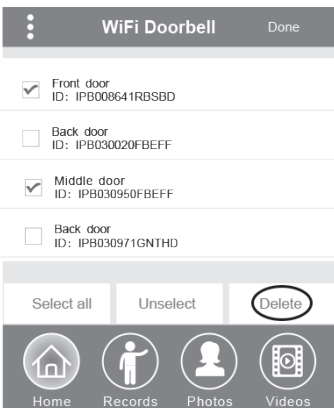 WiFi Doorbell Done
Front door
ID: IPB008641RBSBD
Back door
ID: IPB030020FBEFF
Middle door
ID: IPB030950FBEFF
Back door
ID: IPB030971GNTHD
Select all Unselect Delete
Home Records Photos Videos